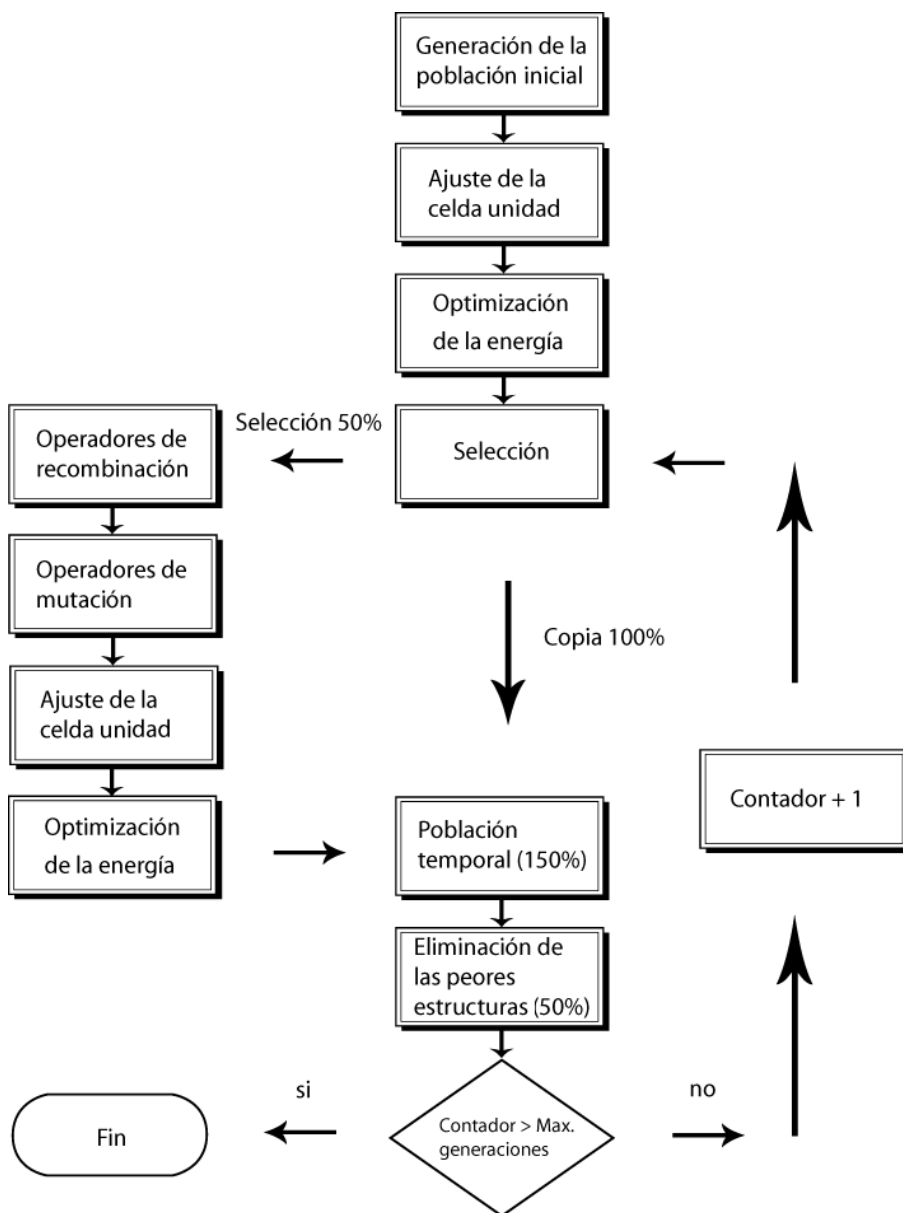 Generación de la
población inicial
Ajuste de la
celda unidad
Optimización
de la energía
Selección 50%
Selección
Operadores de
recombinación
Operadores de
mutación
Ajuste de la
celda unidad
Optimización
de la energía
Copia 100%
Población
temporal (150%)
Eliminación de
las peores
estructuras (50%)
Contador + 1
si
no
Contador > Max.
generaciones
Fin